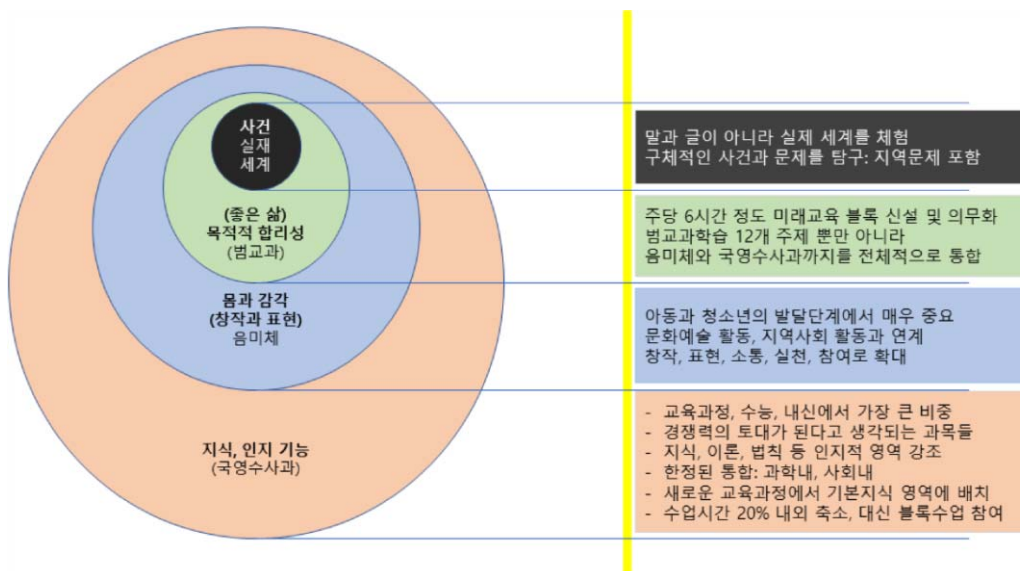 사건
실재
세계
(좋은 삶)
목적적 합리성
(범교과)
몸과 감각
(창작과 표현)
음미체
지식, 인지 기능
(국영수사과)
말과 글이 아니라 실제 세계를 체험
구체적인 사건과 문제를 탐구: 지역문제 포함
주당 6시간 정도 미래교육 블록 신설 및 의무화
범교과학습 12개 주제 뿐만 아니라
음미체와 국영수사과까지를 전체적으로 통합
아동과 청소년의 발달단계에서 매우 중요
문화예술 활동, 지역사회 활동과 연계
창작, 표현, 소통, 실천, 참여로 확대
- 교육과정, 수능, 내신에서 가장 큰 비중
- 경쟁력의 토대가 된다고 생각되는 과목들
- 지식, 이론, 법칙 등 인지적 영역 강조
- 한정된 통합: 과학내, 사회내
- 새로운 교육과정에서 기본지식 영역에 배치
- 수업시간 20% 내외 축소, 대신 블록수업 참여